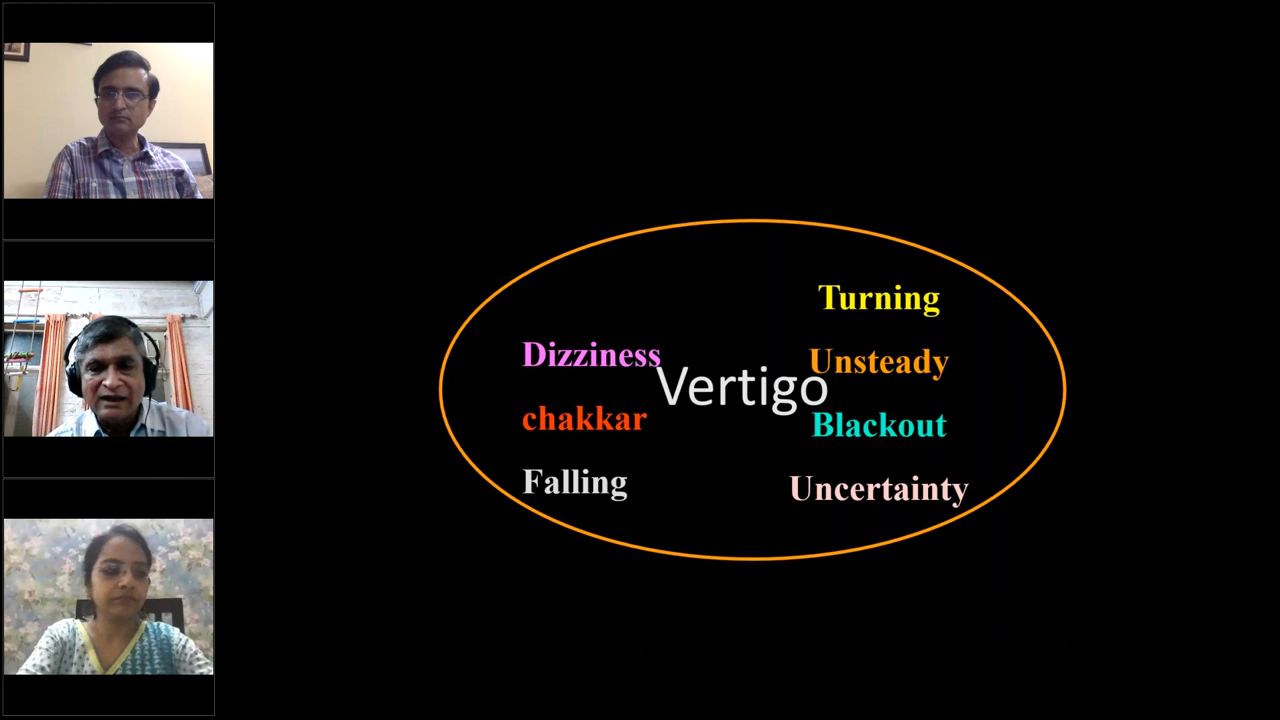 Turning
Dizziness
Unsteady
Vertigo
chakkar
Blackout
Falling
Uncertainty